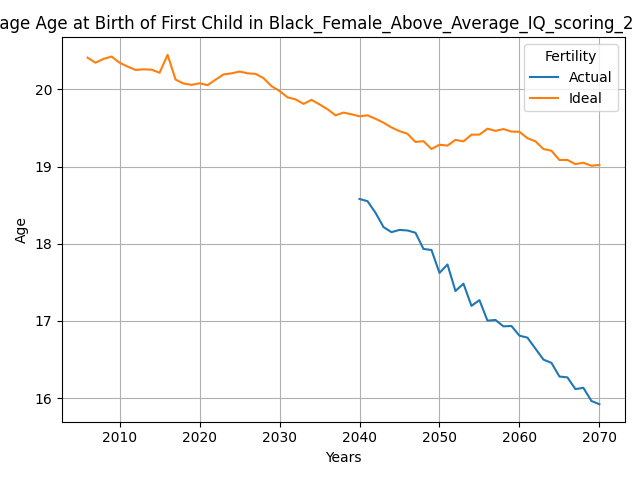 age Age at Birth of First Child in Black_Female_Above_Average_IQ_scoring_2
Fertility
Actual
Ideal
20
19
18
17
16
Age
2010 2020 2030 2040 2050 2060 2070
Years